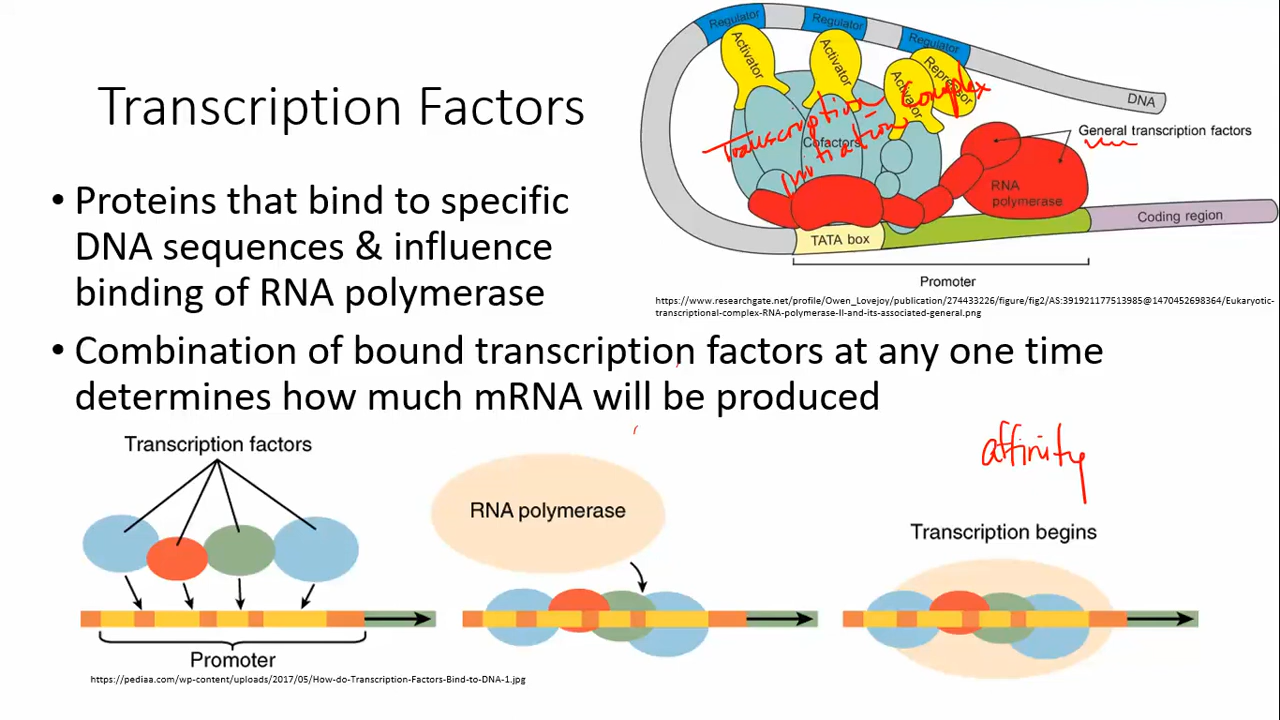 Transcription Factors
• Proteins that bind to specific
DNA sequences & influence
binding of RNA polymerase
• Combination of bound transcription factors at any one time
determines how much mRNA will be produced
Regulator
Regulator
Regulator
Activator
Activator
Activator
Repressor
DNA
Transcription Complex
Initiation
Cofactors
General transcription factors
RNA
polymerase
TATA box
Coding region
Promoter
https://www.researchgate.net/profile/Owen_Lovejoy/publication/274433226/figure/fig2/AS:391921177513985@1470452698364/Eukaryotic-
transcriptional-complex-RNA-polymerase-II-and-its-associated-general.png
Transcription factors
Promoter
RNA polymerase
affinity
Transcription begins
https://pediaa.com/wp-content/uploads/2017/05/How-do-Transcription-Factors-Bind-to-DNA-1.jpg